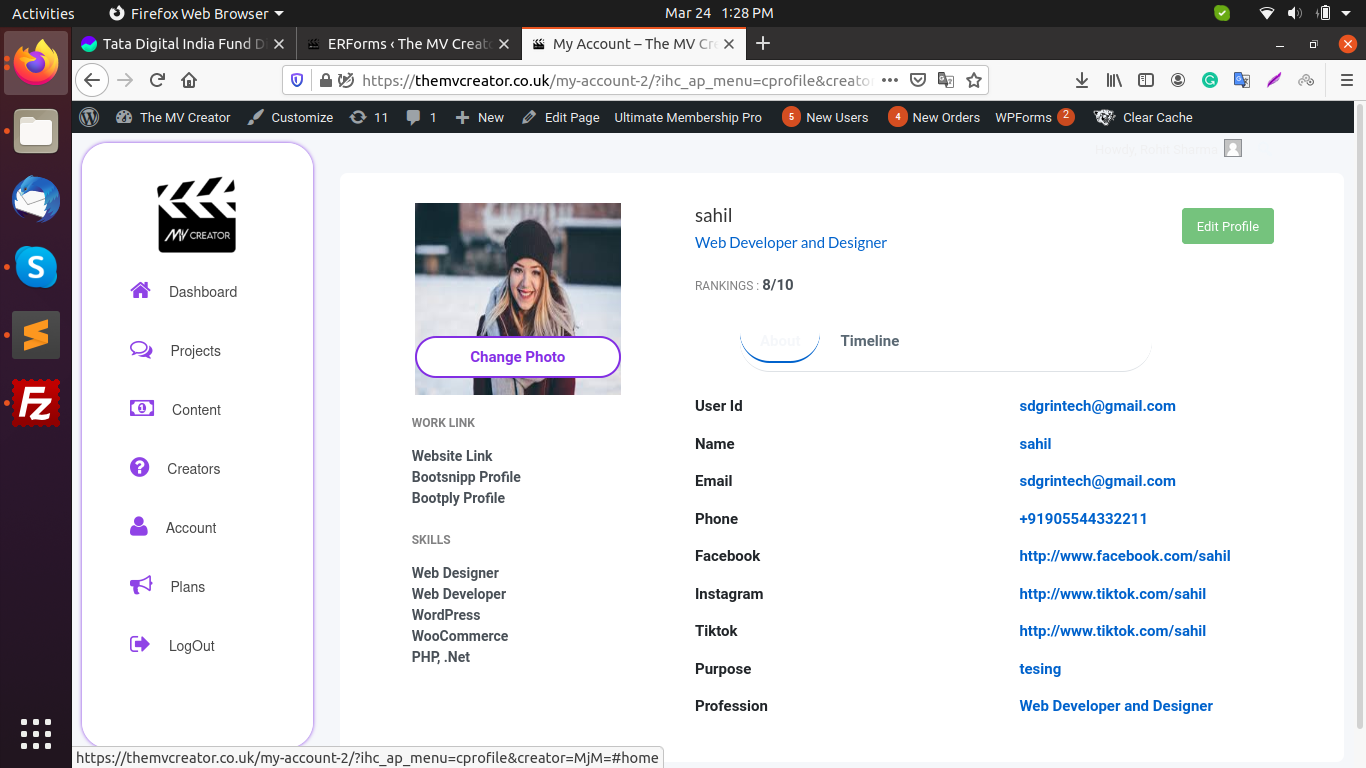 Activities
Firefox Web Browser
Mar 24 1:28 PM
Tata Digital India Fund D
ERForms ‹ The MV Creato
My Account – The MV Cre
https://themvcreator.co.uk/my-account-2/?ihc_ap_menu=cprofile&creator
The MV Creator
Customize
11
1
New
Edit Page
Ultimate Membership Pro
5 New Users
4 New Orders
WPForms 2
Clear Cache
MV CREATOR
Dashboard
Projects
Content
Creators
Account
Plans
LogOut
Change Photo
WORK LINK
Website Link
Bootsnipp Profile
Bootply Profile
SKILLS
Web Designer
Web Developer
WordPress
WooCommerce
PHP, .Net
sahil
Web Developer and Designer
Edit Profile
RANKINGS : 8/10
About
Timeline
User Id sdgrintech@gmail.com
Name sahil
Email sdgrintech@gmail.com
Phone +91905544332211
Facebook http://www.facebook.com/sahil
Instagram http://www.tiktok.com/sahil
Tiktok http://www.tiktok.com/sahil
Purpose tesing
Profession Web Developer and Designer
https://themvcreator.co.uk/my-account-2/?ihc_ap_menu=cprofile&creator=MjM=#home